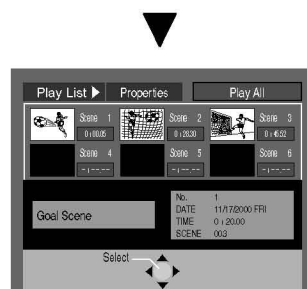 Play List ▶ Properties Play All
Scene 1 Scene 2 Scene 3
0:00.05 0:28.30 0:45.52
Scene 4 Scene 5 Scene 6
-:--.-- -:--.-- -:--.--
Goal Scene
No. 1
DATE 11/17/2000 FRI
TIME 0:20.00
SCENE 003
Select